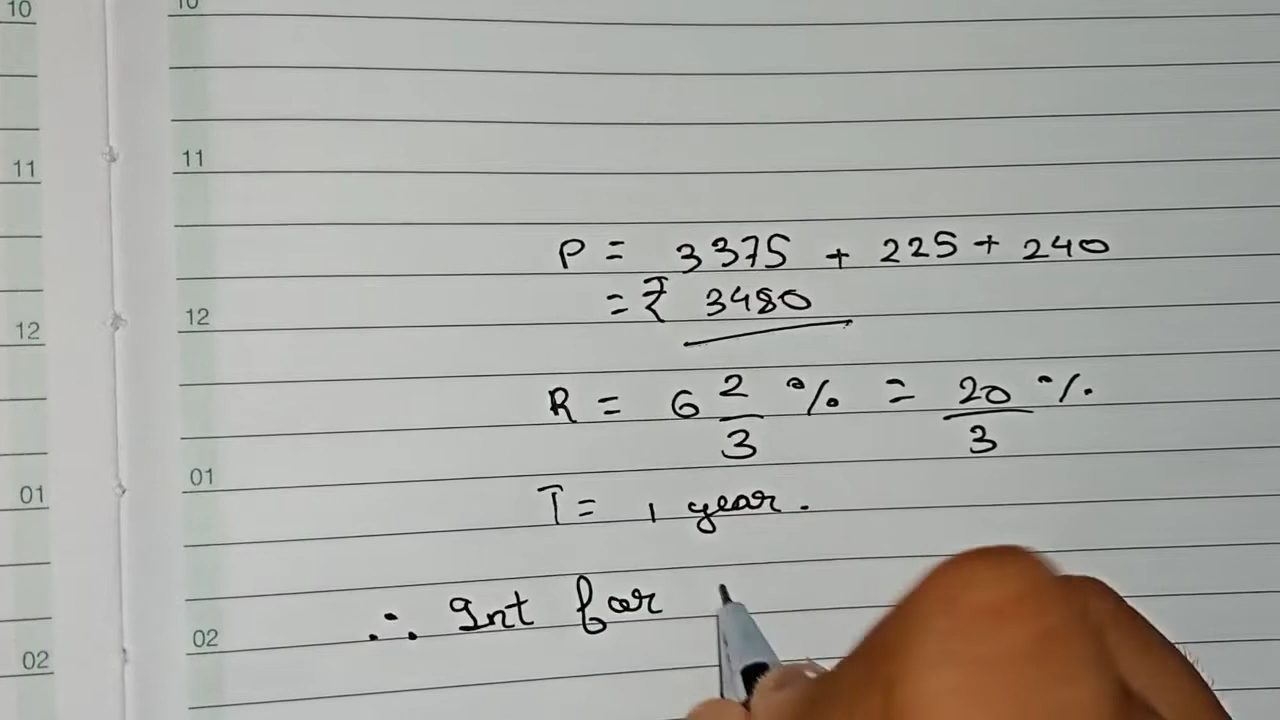 10
10
11
11
P = 3375 + 225 + 240
= ₹ 3480
12
12
R = 6 2/3 % = 20/3 %
01
01
T = 1 year.
∴ Int for
02
02